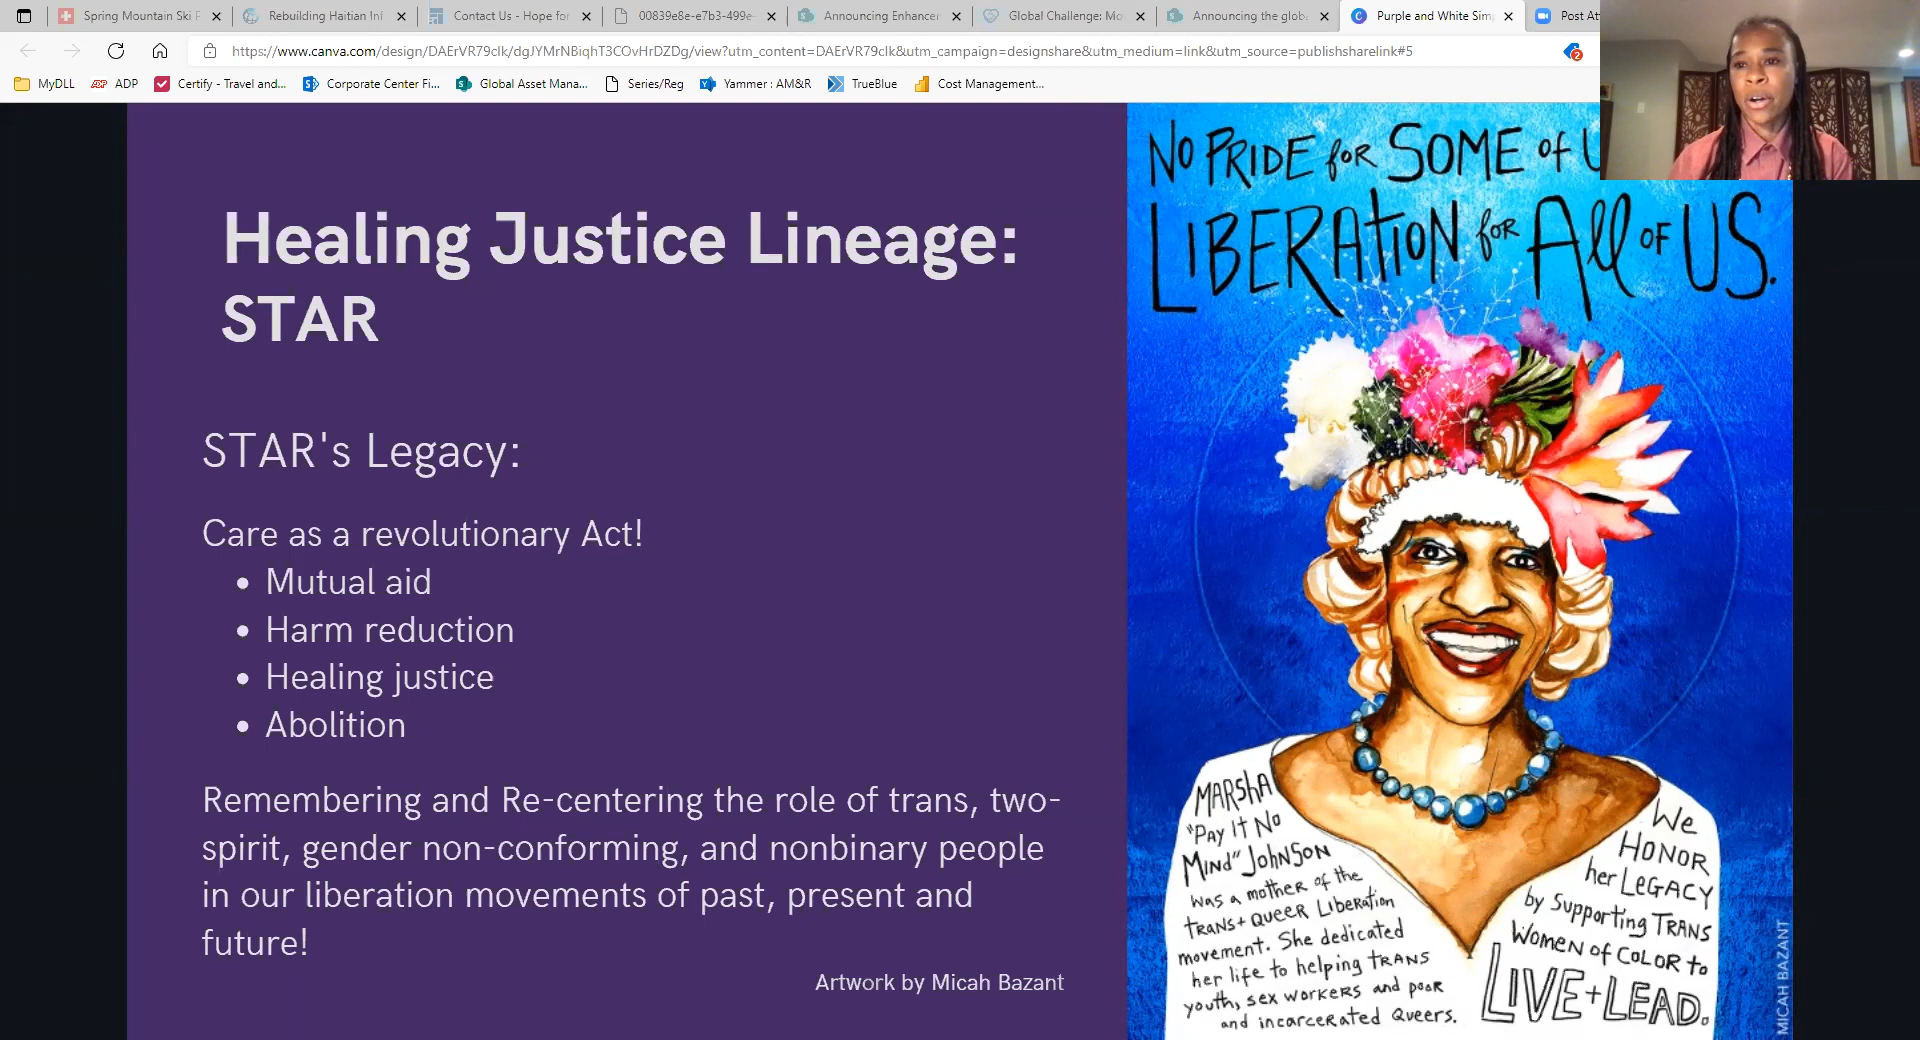 Spring Mountain Ski P
Rebuilding Haitian Inf
Contact Us - Hope for
00839e8e-e7b3-499e-
Announcing Enhancer
Global Challenge: Mo
Announcing the globa
Purple and White Sim
Post At
https://www.canva.com/design/DAErVR79clk/dgJYMrNBiqhT3COvHrDZDg/view?utm_content=DAErVR79clk&utm_campaign=designshare&utm_medium=link&utm_source=publishsharelink#5
2
MyDLL
ADP
Certify - Travel and...
Corporate Center Fi...
Global Asset Mana...
Series/Reg
Yammer : AM&R
TrueBlue
Cost Management...
Healing Justice Lineage:
STAR
STAR's Legacy:
Care as a revolutionary Act!
• Mutual aid
• Harm reduction
• Healing justice
• Abolition
Remembering and Re-centering the role of trans, two-
spirit, gender non-conforming, and nonbinary people
in our liberation movements of past, present and
future!
Artwork by Micah Bazant
NO PRIDE for SOME of U
LIBERATION for All OF US.
MARSHA
"PAY IT NO
MIND" JOHNSON
was a mother of the
TRANS+ QUEER LIBERATION
movement. She dedicated
her life to helping TRANS
youth, sex workers and poor
and incarcerated Queers.
We
HONOR
her LEGACY
by Supporting TRANS
WOMEN of COLOR to
LIVE+LEAD.
MICAH BAZANT